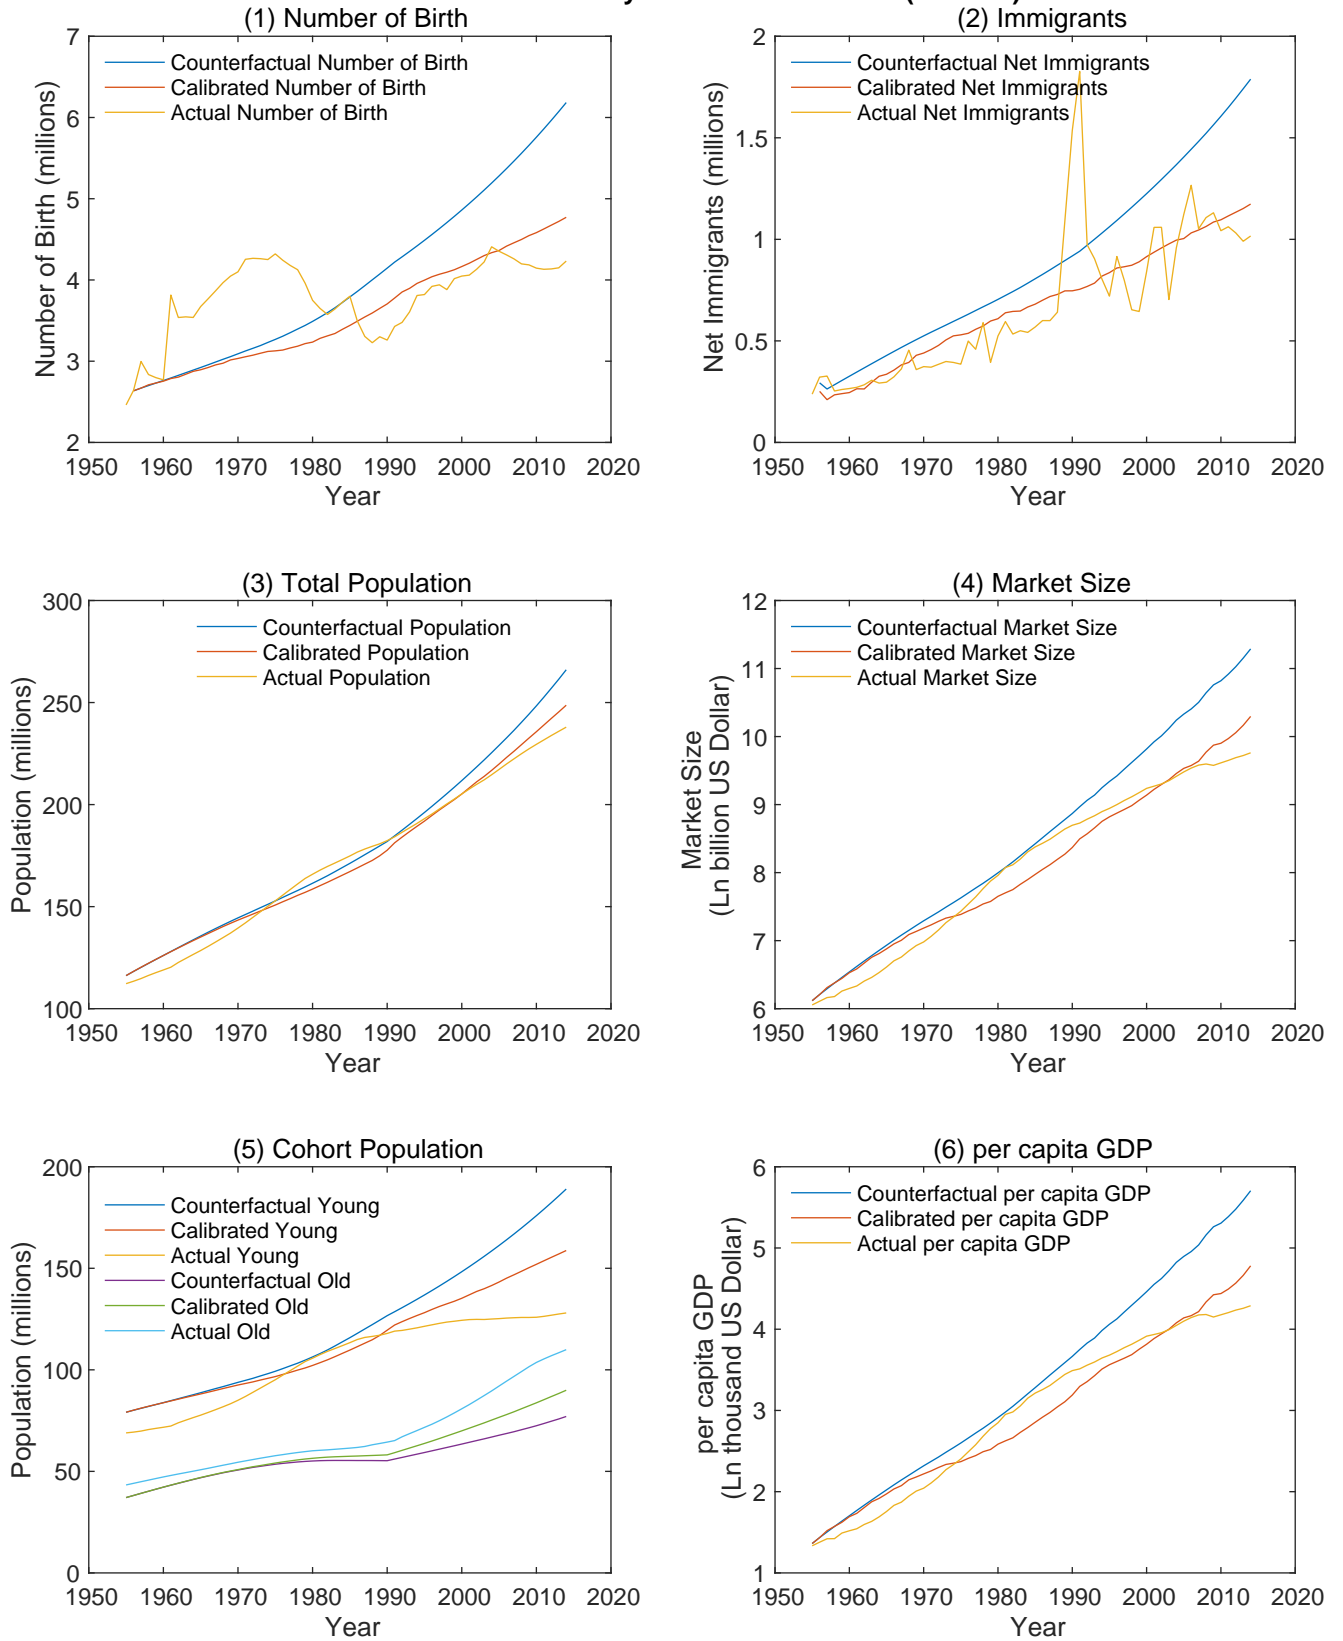 (1) Number of Birth
7
6
5
4
3
2
Number of Birth (millions)
Counterfactual Number of Birth
Calibrated Number of Birth
Actual Number of Birth
1950 1960 1970 1980 1990 2000 2010 2020
Year
(2) Immigrants
2
1.5
1
0.5
0
Net Immigrants (millions)
Counterfactual Net Immigrants
Calibrated Net Immigrants
Actual Net Immigrants
1950 1960 1970 1980 1990 2000 2010 2020
Year
(3) Total Population
300
250
200
150
100
Population (millions)
Counterfactual Population
Calibrated Population
Actual Population
1950 1960 1970 1980 1990 2000 2010 2020
Year
(4) Market Size
12
11
10
9
8
7
6
Market Size
(Ln billion US Dollar)
Counterfactual Market Size
Calibrated Market Size
Actual Market Size
1950 1960 1970 1980 1990 2000 2010 2020
Year
(5) Cohort Population
200
150
100
50
0
Population (millions)
Counterfactual Young
Calibrated Young
Actual Young
Counterfactual Old
Calibrated Old
Actual Old
1950 1960 1970 1980 1990 2000 2010 2020
Year
(6) per capita GDP
6
5
4
3
2
1
per capita GDP
(Ln thousand US Dollar)
Counterfactual per capita GDP
Calibrated per capita GDP
Actual per capita GDP
1950 1960 1970 1980 1990 2000 2010 2020
Year